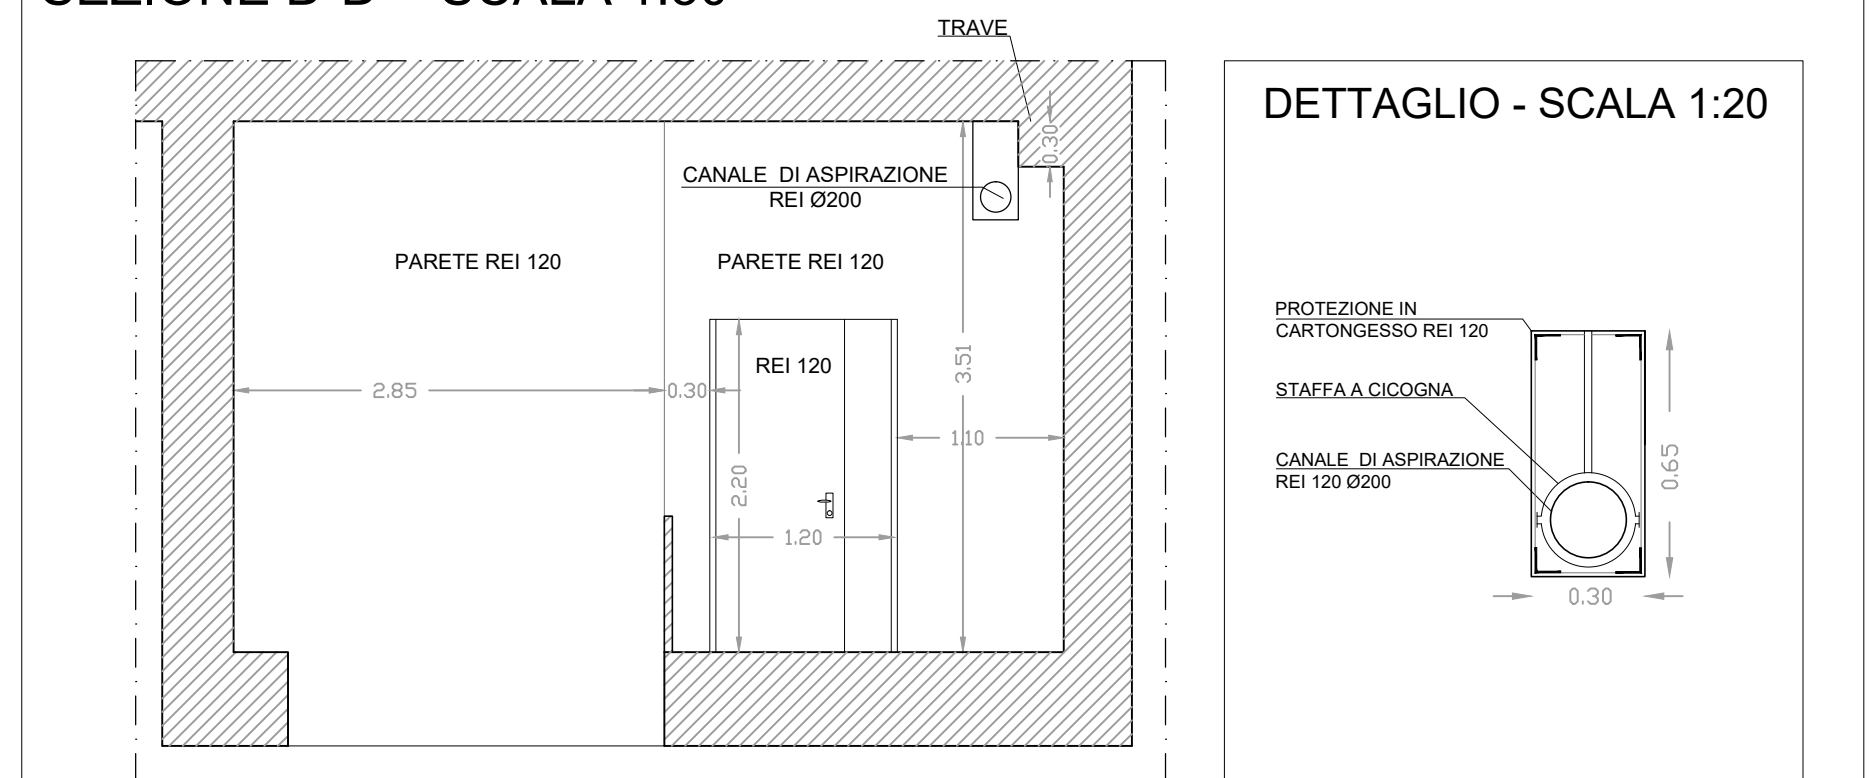 TRAVE
0.30
CANALE DI ASPIRAZIONE
REI Ø200
PARETE REI 120
PARETE REI 120
REI 120
3.51
2.85
0.30
1.10
2.20
1.20
DETTAGLIO - SCALA 1:20
PROTEZIONE IN
CARTONGESSO REI 120
STAFFA A CICOGNA
CANALE DI ASPIRAZIONE
REI 120 Ø200
0.65
0.30